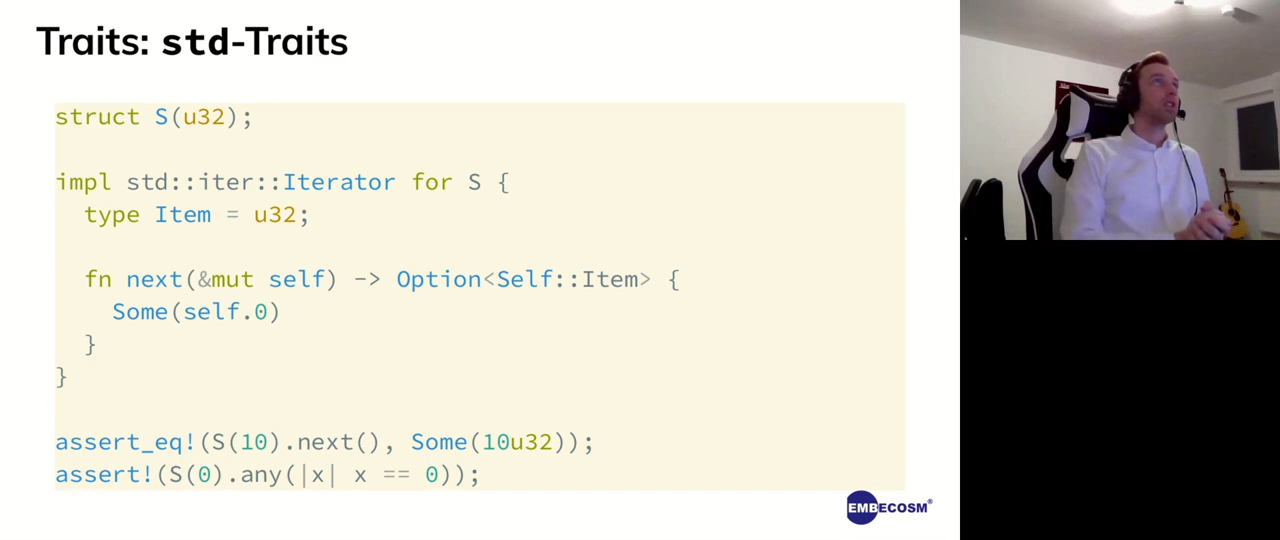 Traits: std-Traits
struct S(u32);
impl std::iter::Iterator for S {
  type Item = u32;
  fn next(&mut self) -> Option<Self::Item> {
    Some(self.0)
  }
}
assert_eq!(S(10).next(), Some(10u32));
assert!(S(0).any(|x| x == 0));
EMBECOSM®